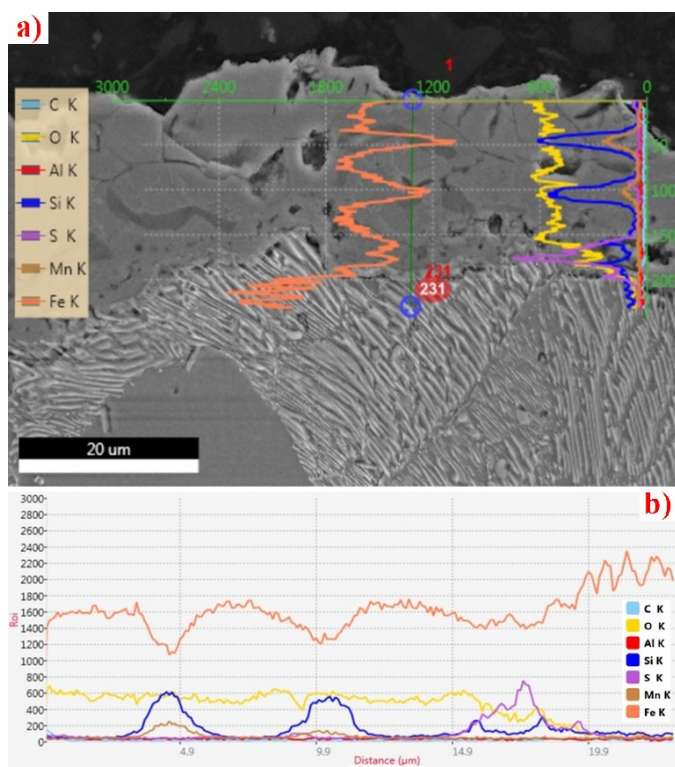 a)
1
3000 2400 1800 1200 600 0
C K
O K
Al K
Si K
S K
Mn K
Fe K
100
231
231
20 um
b)
3000
2800
2600
2400
2200
2000
1800
1600
1400
1200
1000
800
600
400
200
0
Roi
C K
O K
Al K
Si K
S K
Mn K
Fe K
4.9 9.9 14.9 19.9
Distance (µm)